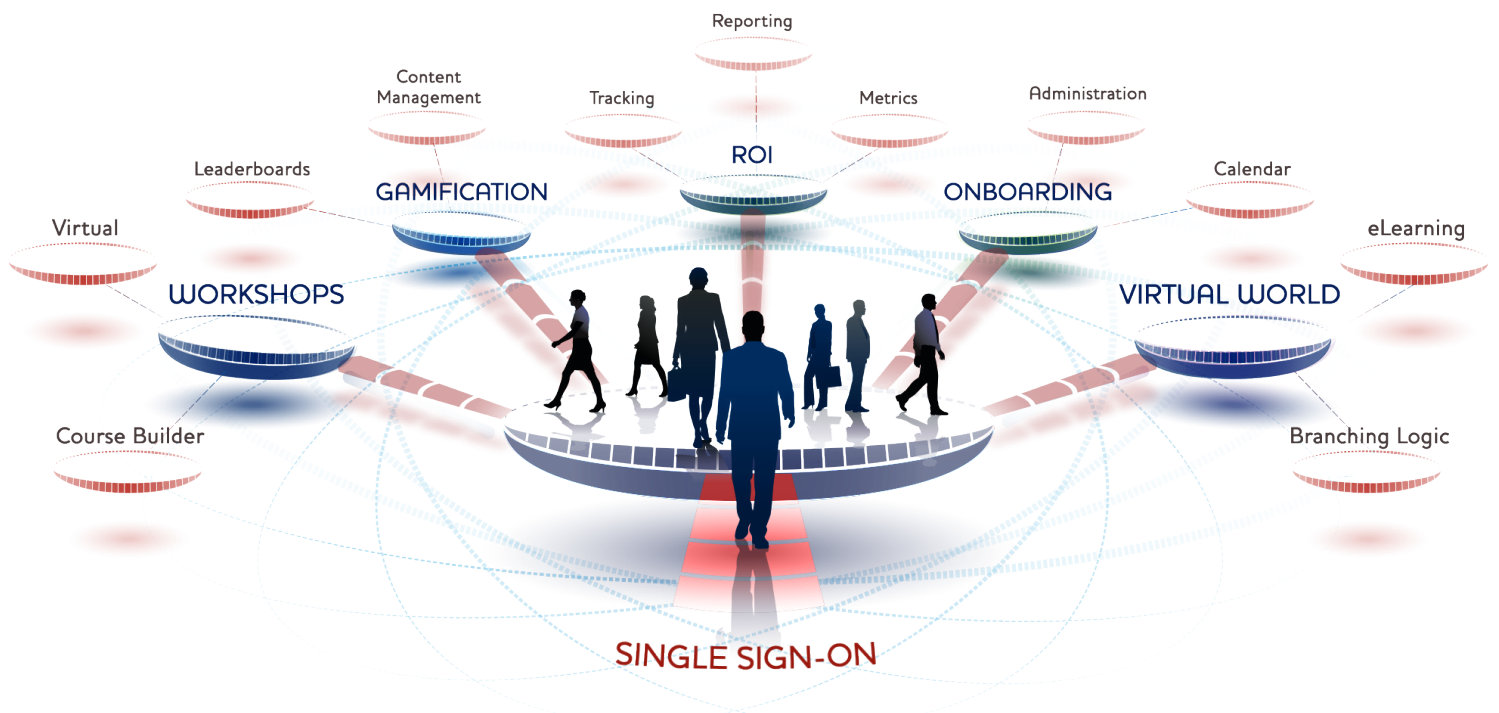 Reporting
Content
Management
Tracking
Metrics
Administration
ROI
Leaderboards
GAMIFICATION
ONBOARDING
Calendar
Virtual
eLearning
WORKSHOPS
VIRTUAL WORLD
Course Builder
Branching Logic
SINGLE SIGN-ON